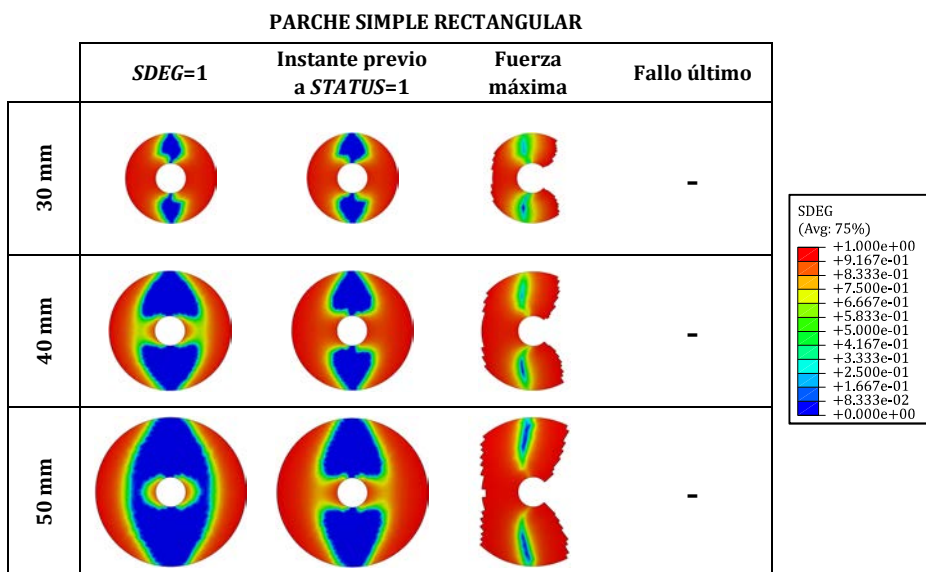 PARCHE SIMPLE RECTANGULAR
SDEG=1
Instante previo
a STATUS=1
Fuerza
máxima
Fallo último
30 mm
-
40 mm
-
50 mm
-
SDEG
(Avg: 75%)
+1.000e+00
+9.167e-01
+8.333e-01
+7.500e-01
+6.667e-01
+5.833e-01
+5.000e-01
+4.167e-01
+3.333e-01
+2.500e-01
+1.667e-01
+8.333e-02
+0.000e+00